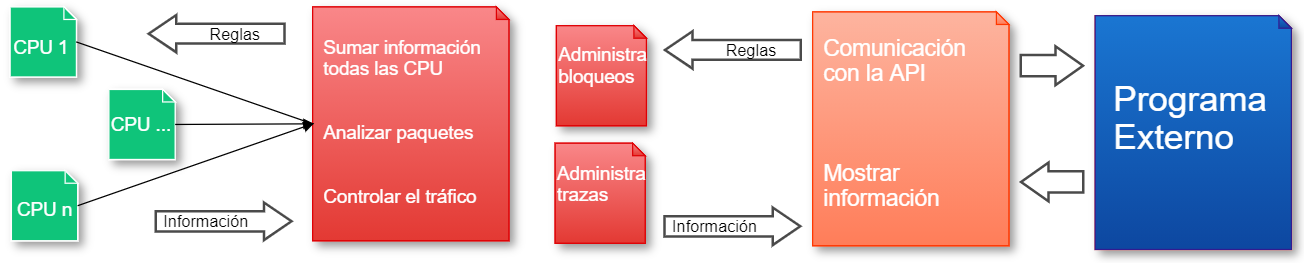 CPU 1
CPU ...
CPU n
Reglas
Información
Sumar información
todas las CPU
Analizar paquetes
Controlar el tráfico
Administra
bloqueos
Administra
trazas
Reglas
Información
Comunicación
con la API
Mostrar
información
Programa
Externo